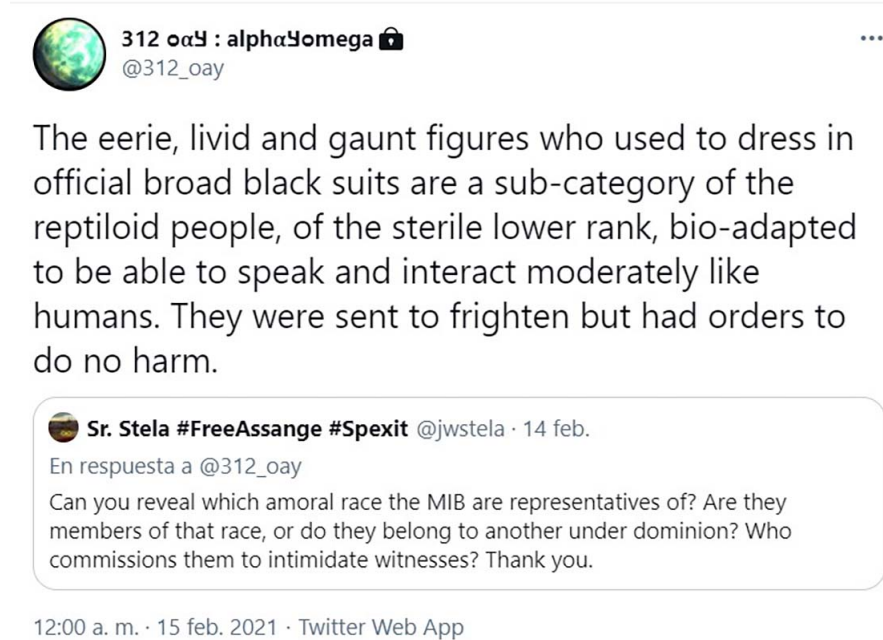 312 oαy : alphαyomega
@312_oay
The eerie, livid and gaunt figures who used to dress in
official broad black suits are a sub-category of the
reptiloid people, of the sterile lower rank, bio-adapted
to be able to speak and interact moderately like
humans. They were sent to frighten but had orders to
do no harm.
Sr. Stela #FreeAssange #Spexit @jwstela · 14 feb.
En respuesta a @312_oay
Can you reveal which amoral race the MIB are representatives of? Are they
members of that race, or do they belong to another under dominion? Who
commissions them to intimidate witnesses? Thank you.
12:00 a. m. · 15 feb. 2021 · Twitter Web App